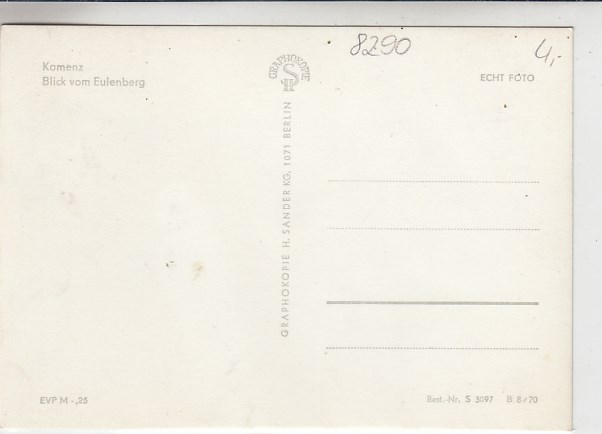 8290
4,-
Kamenz
Blick vom Eulenberg
GRAPHOKOPIE
ECHT FOTO
GRAPHOKOPIE H. SANDER KG, 1071 BERLIN
EVP M -,25
Best.-Nr. S 3097 B 8/70